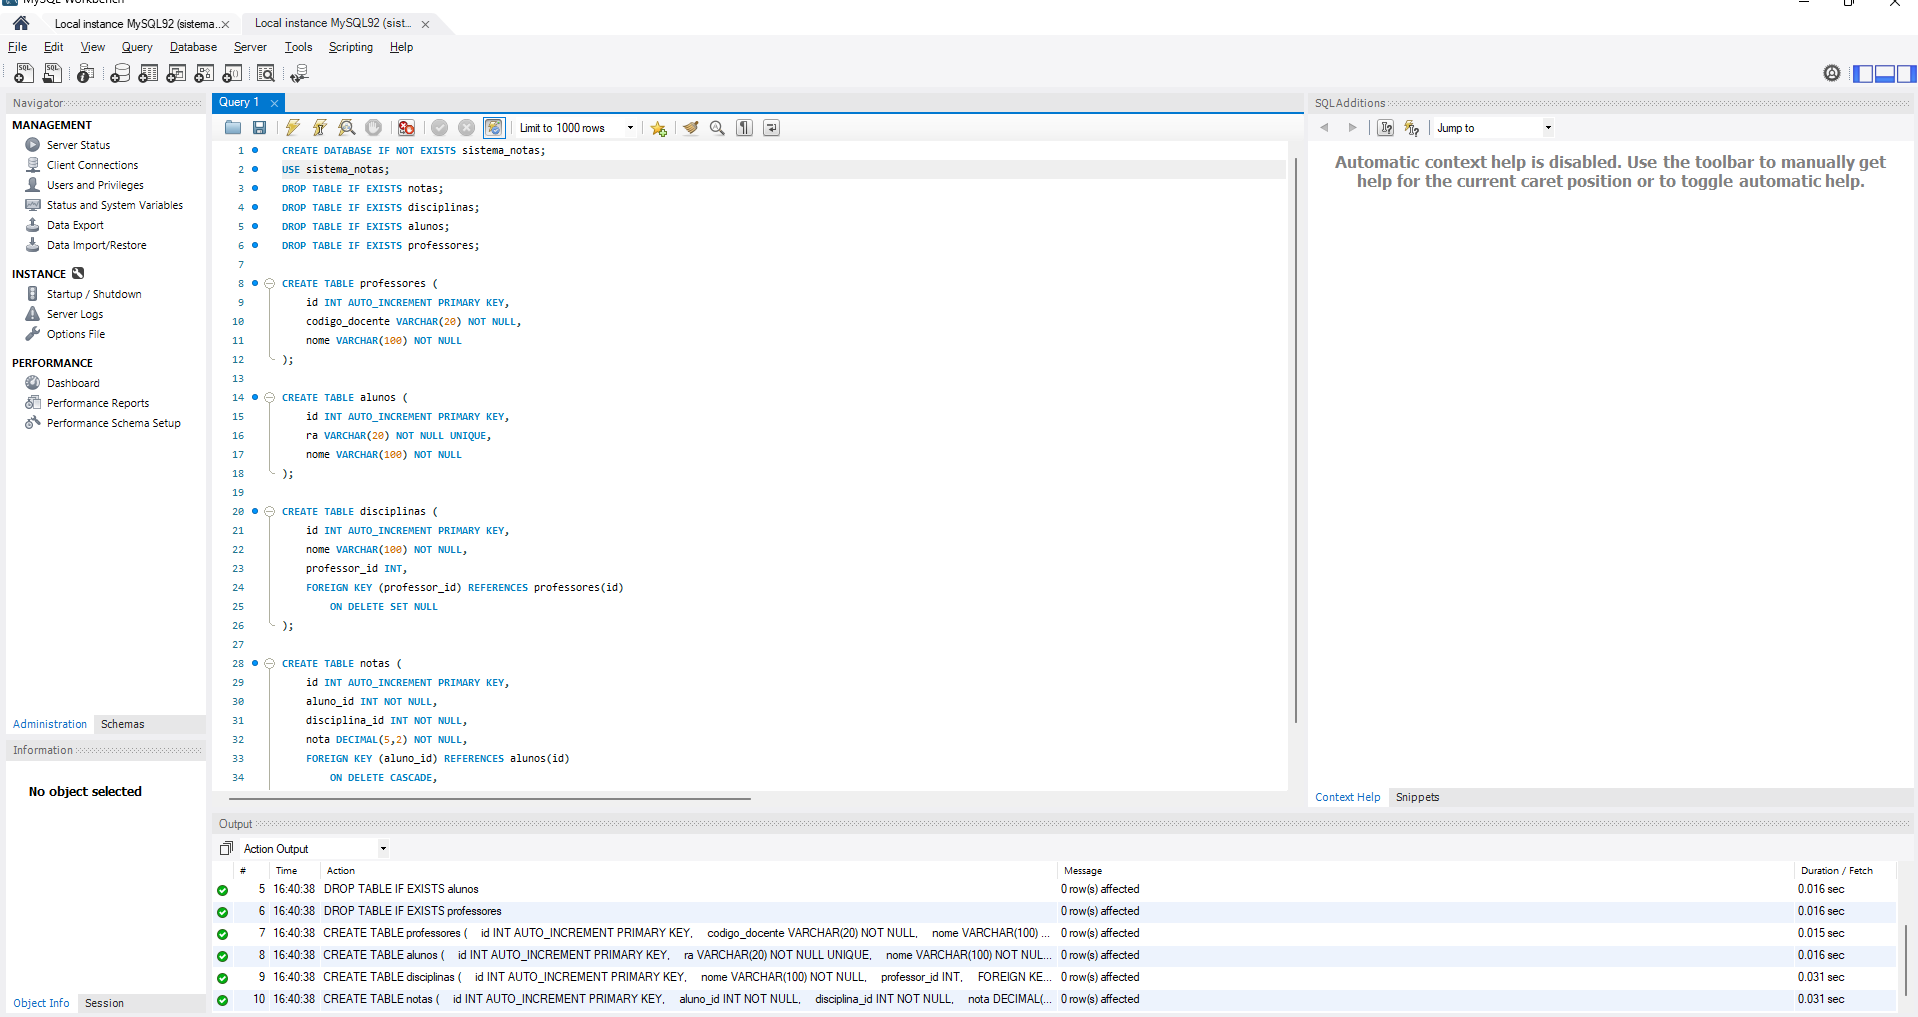 MySQL Workbench
Local instance MySQL92 (sistema... ×
Local instance MySQL92 (sist... ×
File Edit View Query Database Server Tools Scripting Help
Navigator
MANAGEMENT
Server Status
Client Connections
Users and Privileges
Status and System Variables
Data Export
Data Import/Restore
INSTANCE
Startup / Shutdown
Server Logs
Options File
PERFORMANCE
Dashboard
Performance Reports
Performance Schema Setup
Administration Schemas
Information
No object selected
Object Info Session
Query 1 ×
Limit to 1000 rows
1 CREATE DATABASE IF NOT EXISTS sistema_notas;
2 USE sistema_notas;
3 DROP TABLE IF EXISTS notas;
4 DROP TABLE IF EXISTS disciplinas;
5 DROP TABLE IF EXISTS alunos;
6 DROP TABLE IF EXISTS professores;
7
8 CREATE TABLE professores (
9 id INT AUTO_INCREMENT PRIMARY KEY,
10 codigo_docente VARCHAR(20) NOT NULL,
11 nome VARCHAR(100) NOT NULL
12 );
13
14 CREATE TABLE alunos (
15 id INT AUTO_INCREMENT PRIMARY KEY,
16 ra VARCHAR(20) NOT NULL UNIQUE,
17 nome VARCHAR(100) NOT NULL
18 );
19
20 CREATE TABLE disciplinas (
21 id INT AUTO_INCREMENT PRIMARY KEY,
22 nome VARCHAR(100) NOT NULL,
23 professor_id INT,
24 FOREIGN KEY (professor_id) REFERENCES professores(id)
25 ON DELETE SET NULL
26 );
27
28 CREATE TABLE notas (
29 id INT AUTO_INCREMENT PRIMARY KEY,
30 aluno_id INT NOT NULL,
31 disciplina_id INT NOT NULL,
32 nota DECIMAL(5,2) NOT NULL,
33 FOREIGN KEY (aluno_id) REFERENCES alunos(id)
34 ON DELETE CASCADE,
SQLAdditions
Jump to
Automatic context help is disabled. Use the toolbar to manually get
help for the current caret position or to toggle automatic help.
Context Help Snippets
Output
Action Output
# Time Action Message Duration / Fetch
5 16:40:38 DROP TABLE IF EXISTS alunos 0 row(s) affected 0.016 sec
6 16:40:38 DROP TABLE IF EXISTS professores 0 row(s) affected 0.016 sec
7 16:40:38 CREATE TABLE professores ( id INT AUTO_INCREMENT PRIMARY KEY, codigo_docente VARCHAR(20) NOT NULL, nome VARCHAR(100) ... 0 row(s) affected 0.015 sec
8 16:40:38 CREATE TABLE alunos ( id INT AUTO_INCREMENT PRIMARY KEY, ra VARCHAR(20) NOT NULL UNIQUE, nome VARCHAR(100) NOT NUL... 0 row(s) affected 0.016 sec
9 16:40:38 CREATE TABLE disciplinas ( id INT AUTO_INCREMENT PRIMARY KEY, nome VARCHAR(100) NOT NULL, professor_id INT, FOREIGN KE... 0 row(s) affected 0.031 sec
10 16:40:38 CREATE TABLE notas ( id INT AUTO_INCREMENT PRIMARY KEY, aluno_id INT NOT NULL, disciplina_id INT NOT NULL, nota DECIMAL(... 0 row(s) affected 0.031 sec